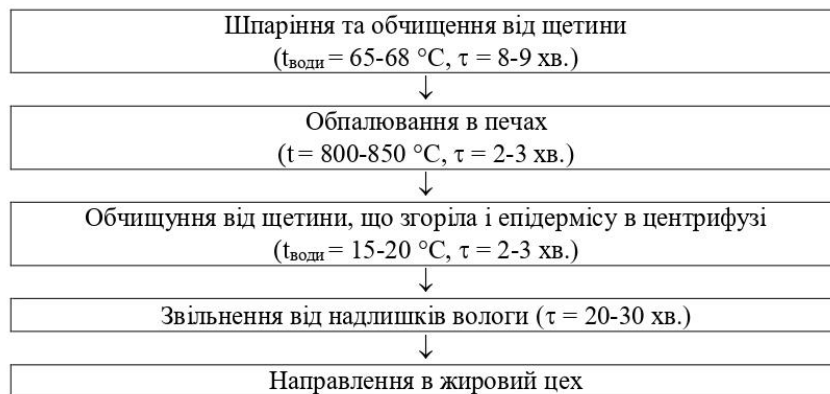 Шпаріння та обчищення від щетини
(tводи = 65-68 °C, τ = 8-9 хв.)
↓
Обпалювання в печах
(t = 800-850 °C, τ = 2-3 хв.)
↓
Обчищуння від щетини, що згоріла і епідермісу в центрифузі
(tводи = 15-20 °C, τ = 2-3 хв.)
↓
Звільнення від надлишків вологи (τ = 20-30 хв.)
↓
Направлення в жировий цех